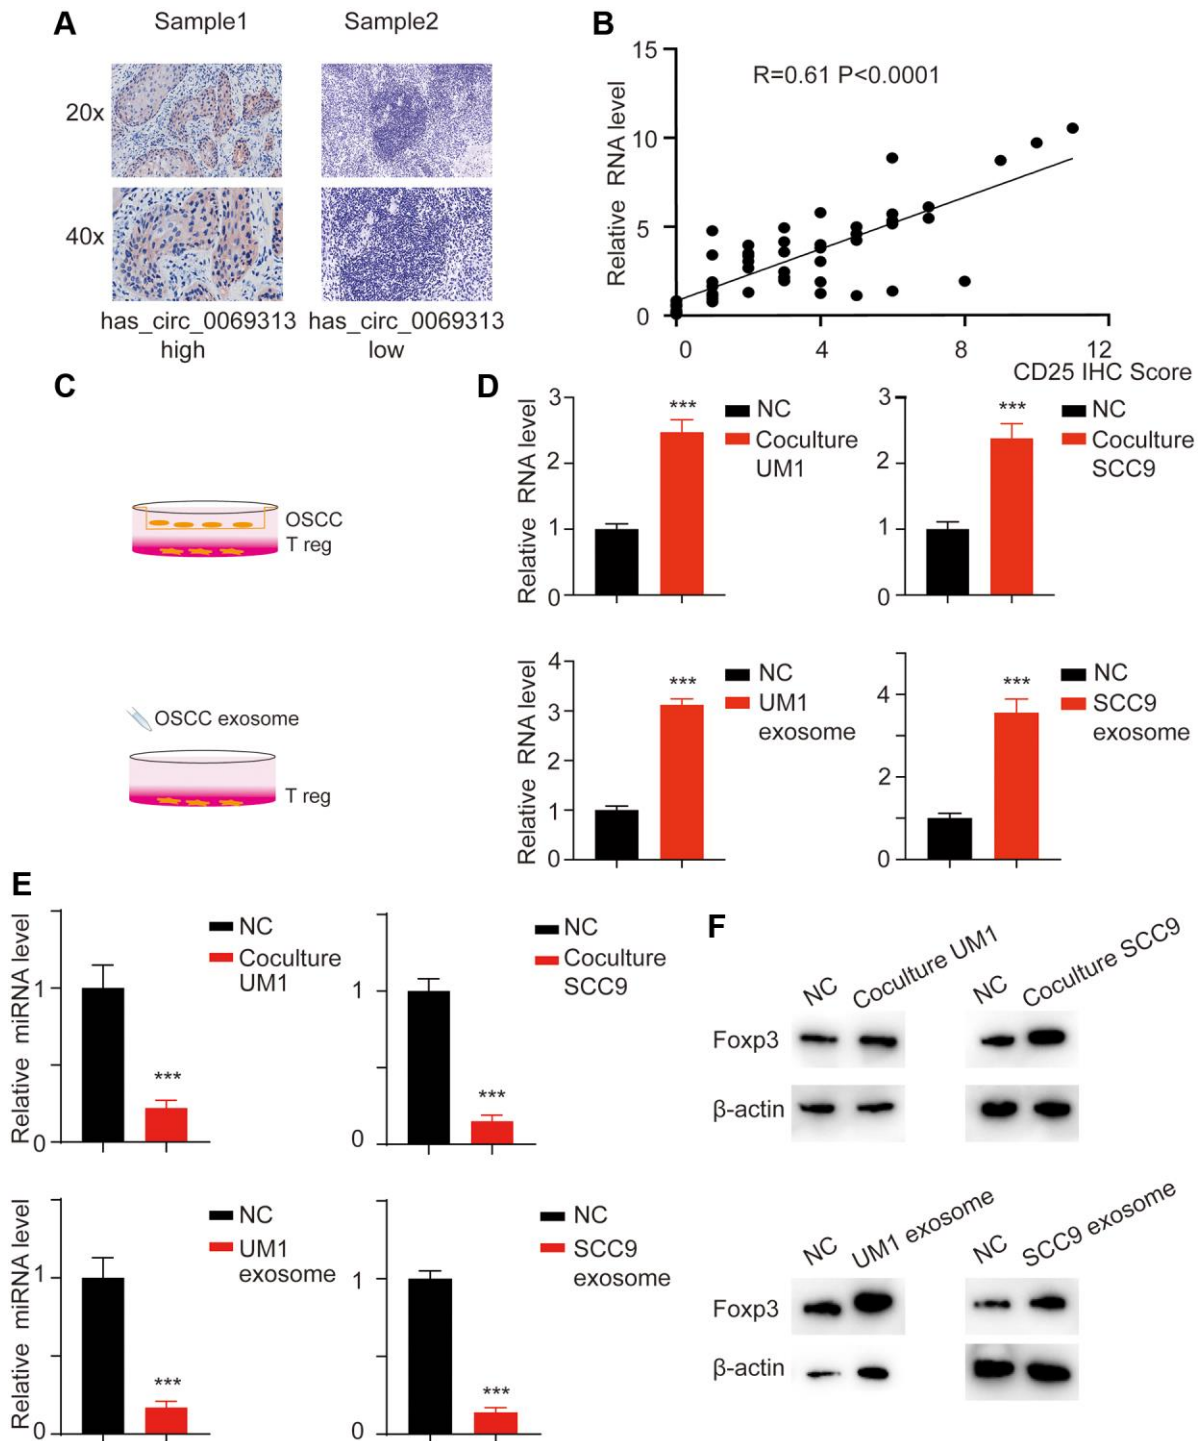 A
Sample1
Sample2
20x
40x
has_circ_0069313
high
has_circ_0069313
low
B
R=0.61 P<0.0001
Relative RNA level
15
10
5
0
0
4
8
12
CD25 IHC Score
C
OSCC
T reg
OSCC exosome
T reg
D
Relative RNA level
3
2
1
0
NC
Coculture
UM1
***
3
2
1
0
NC
Coculture
SCC9
***
Relative RNA level
4
3
2
1
0
NC
UM1
exosome
***
4
2
0
NC
SCC9
exosome
***
E
Relative miRNA level
1
0
NC
Coculture
UM1
***
1
0
NC
Coculture
SCC9
***
Relative miRNA level
1
0
NC
UM1
exosome
***
1
0
NC
SCC9
exosome
***
F
NC
Coculture UM1
NC
Coculture SCC9
Foxp3
β-actin
NC
UM1 exosome
NC
SCC9 exosome
Foxp3
β-actin